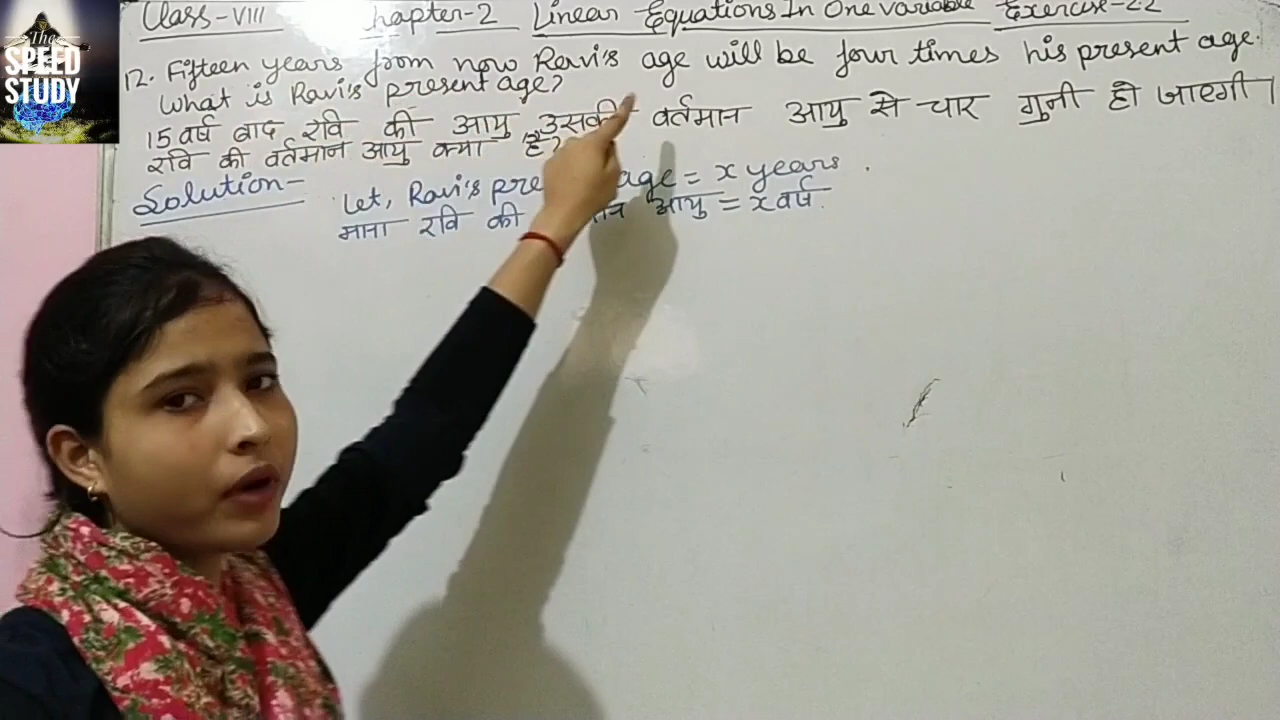 The
SPEED
STUDY
Class-VIII Chapter-2 Linear Equations In One variable Exercise-2.2
12. Fifteen years from now Ravi's age will be four times his present age.
What is Ravi's present age?
15 वर्ष बाद रवि की आयु उसकी वर्तमान आयु से चार गुनी हो जाएगी।
रवि की वर्तमान आयु क्या है?
Solution- Let, Ravi's pre age = x years
माना रवि की आयु = x वर्ष.